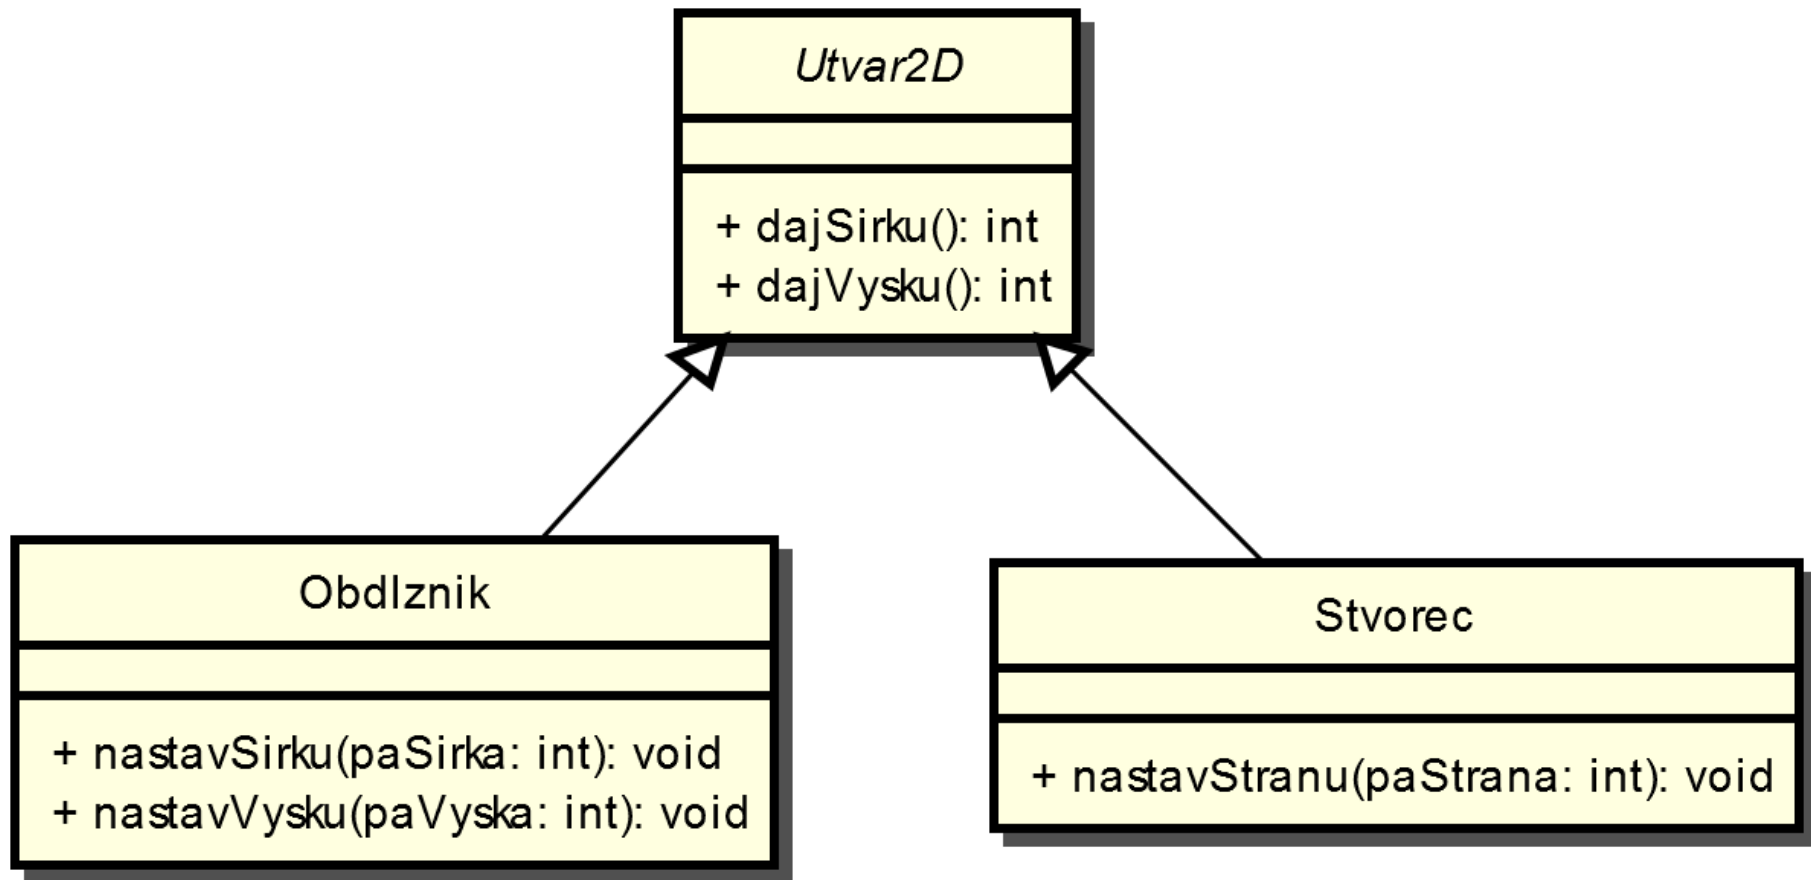 Utvar2D
+ dajSirku(): int
+ dajVysku(): int
Obdlznik
+ nastavSirku(paSirka: int): void
+ nastavVysku(paVyska: int): void
Stvorec
+ nastavStranu(paStrana: int): void